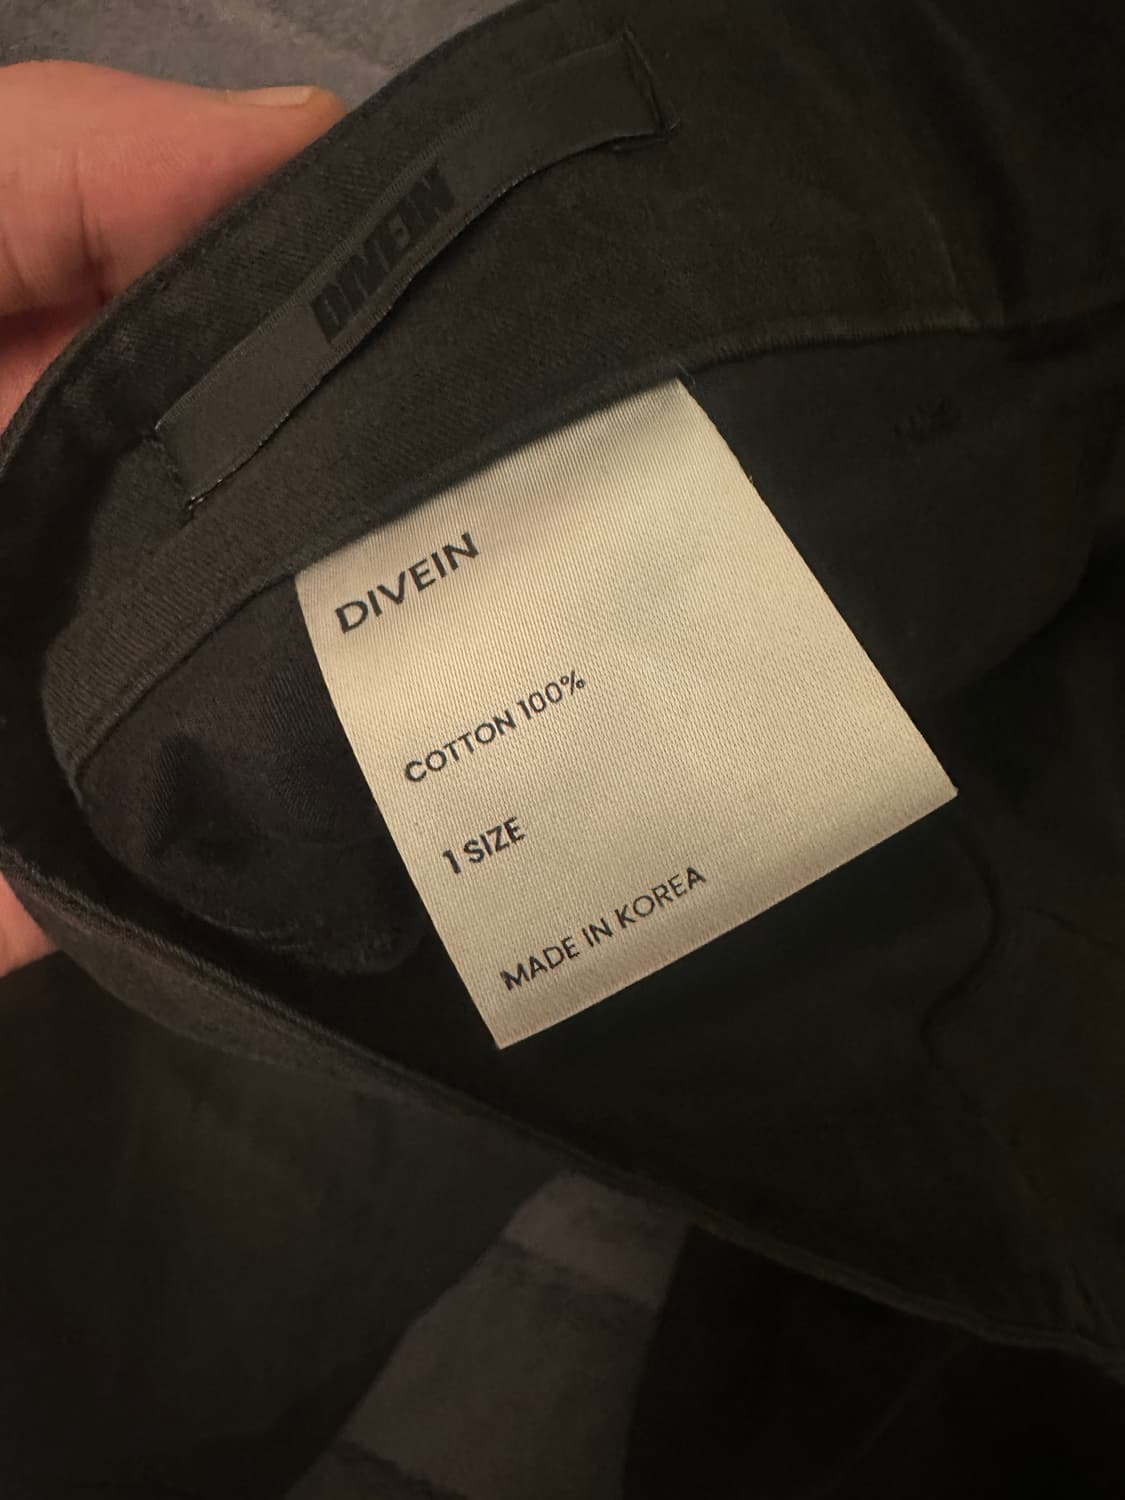 DIVEIN
DIVEIN
COTTON 100%
1 SIZE
MADE IN KOREA